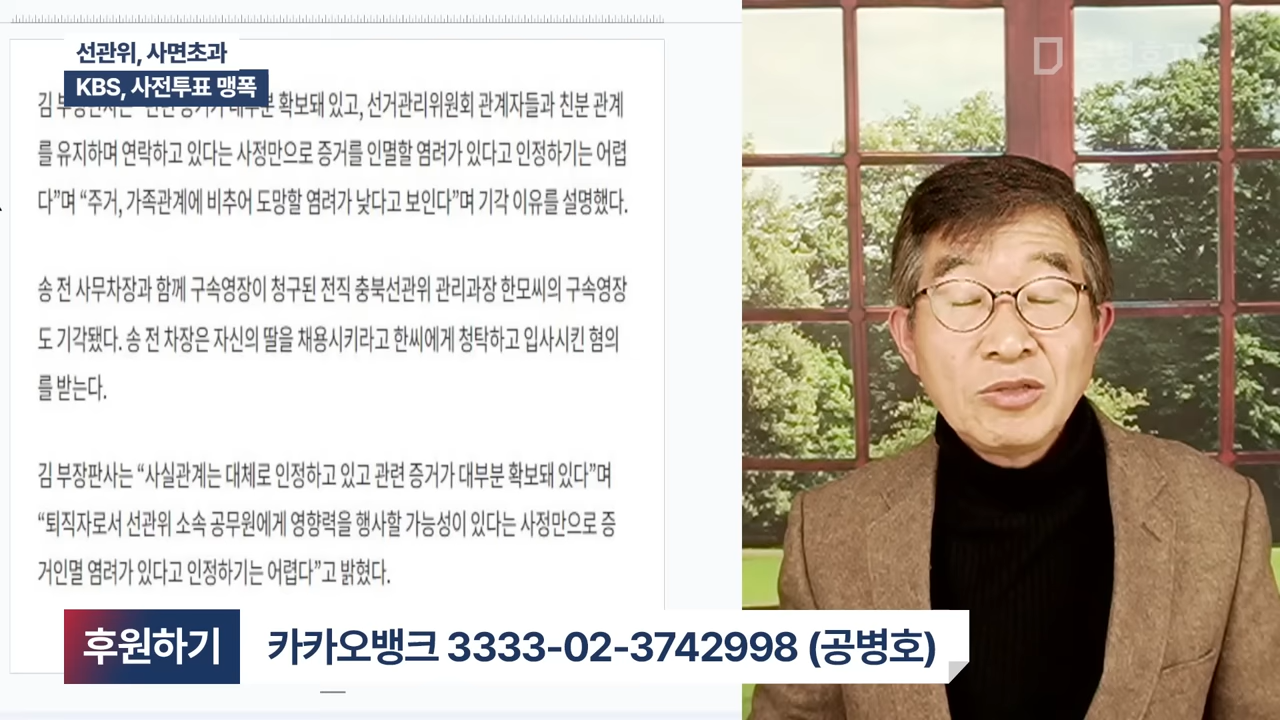 선관위, 사면초과
KBS, 사전투표 맹폭
공병호TV
확보돼 있고, 선거관리위원회 관계자들과 친분 관계
를 유지하며 연락하고 있다는 사정만으로 증거를 인멸할 염려가 있다고 인정하기는 어렵
다”며 “주거, 가족관계에 비추어 도망할 염려가 낮다고 보인다”며 기각 이유를 설명했다.
송 전 사무차장과 함께 구속영장이 청구된 전직 충북선관위 관리과장 한모씨의 구속영장
도 기각됐다. 송 전 차장은 자신의 딸을 채용시키라고 한씨에게 청탁하고 입사시킨 혐의
를 받는다.
김 부장판사는 “사실관계는 대체로 인정하고 있고 관련 증거가 대부분 확보돼 있다”며
“퇴직자로서 선관위 소속 공무원에게 영향력을 행사할 가능성이 있다는 사정만으로 증
거인멸 염려가 있다고 인정하기는 어렵다”고 밝혔다.
후원하기
카카오뱅크 3333-02-3742998 (공병호)